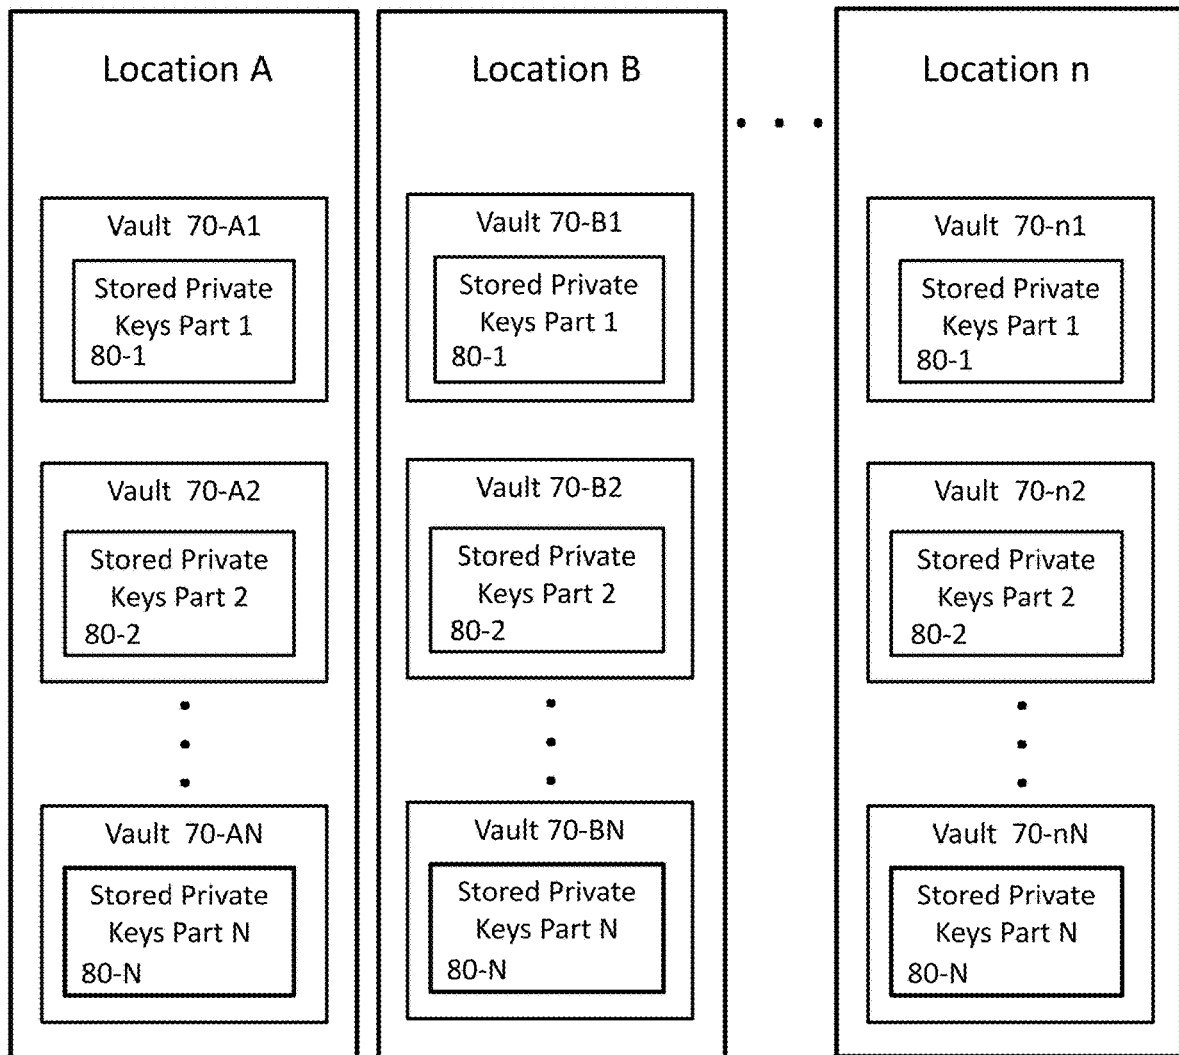 Location A
Vault 70-A1
Stored Private
Keys Part 1
80-1
Vault 70-A2
Stored Private
Keys Part 2
80-2
Vault 70-AN
Stored Private
Keys Part N
80-N
Location B
Vault 70-B1
Stored Private
Keys Part 1
80-1
Vault 70-B2
Stored Private
Keys Part 2
80-2
Vault 70-BN
Stored Private
Keys Part N
80-N
Location n
Vault 70-n1
Stored Private
Keys Part 1
80-1
Vault 70-n2
Stored Private
Keys Part 2
80-2
Vault 70-nN
Stored Private
Keys Part N
80-N